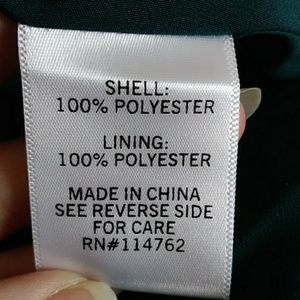 SHELL:
100% POLYESTER
LINING:
100% POLYESTER
MADE IN CHINA
SEE REVERSE SIDE
FOR CARE
RN#114762